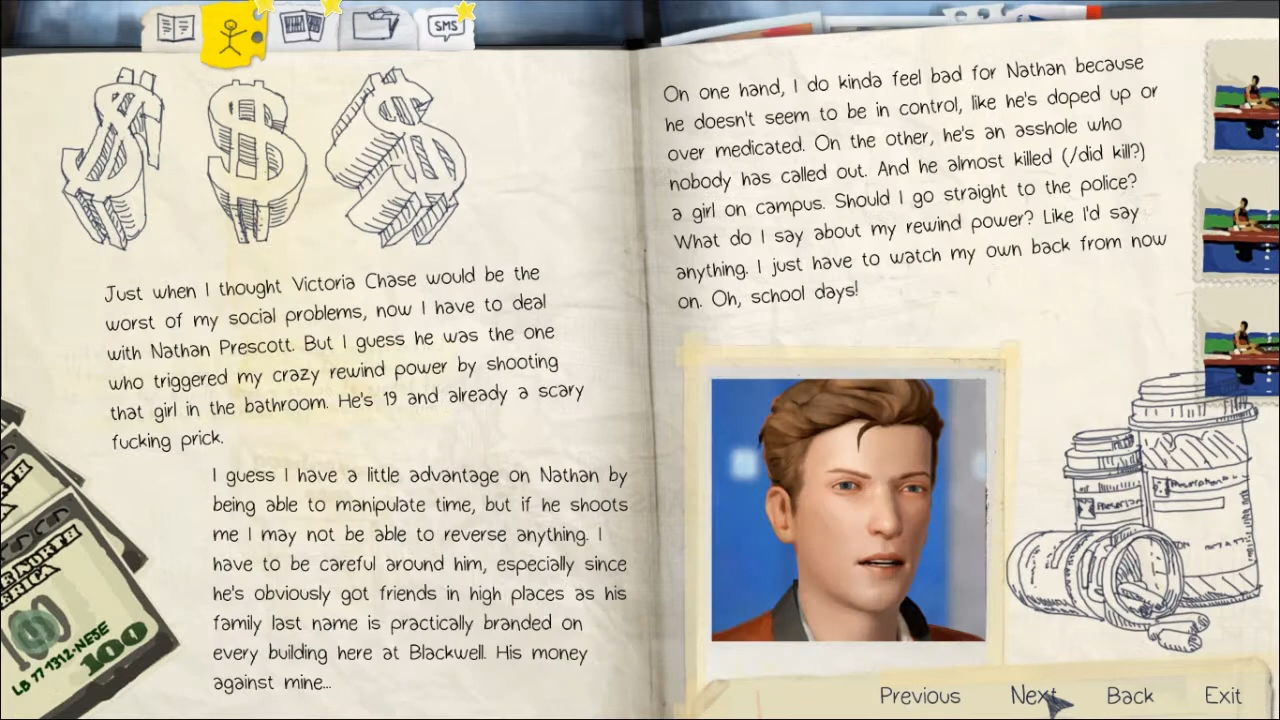 SMS
Just when I thought Victoria Chase would be the
worst of my social problems, now I have to deal
with Nathan Prescott. But I guess he was the one
who triggered my crazy rewind power by shooting
that girl in the bathroom. He's 19 and already a scary
fucking prick.
I guess I have a little advantage on Nathan by
being able to manipulate time, but if he shoots
me I may not be able to reverse anything. I
have to be careful around him, especially since
he's obviously got friends in high places as his
family last name is practically branded on
every building here at Blackwell. His money
against mine...
On one hand, I do kinda feel bad for Nathan because
he doesn't seem to be in control, like he's doped up or
over medicated. On the other, he's an asshole who
nobody has called out. And he almost killed (/did kill?)
a girl on campus. Should I go straight to the police?
What do I say about my rewind power? Like I'd say
anything. I just have to watch my own back from now
on. Oh, school days!
100
LB 77 1312-NESE
Previous Next Back Exit